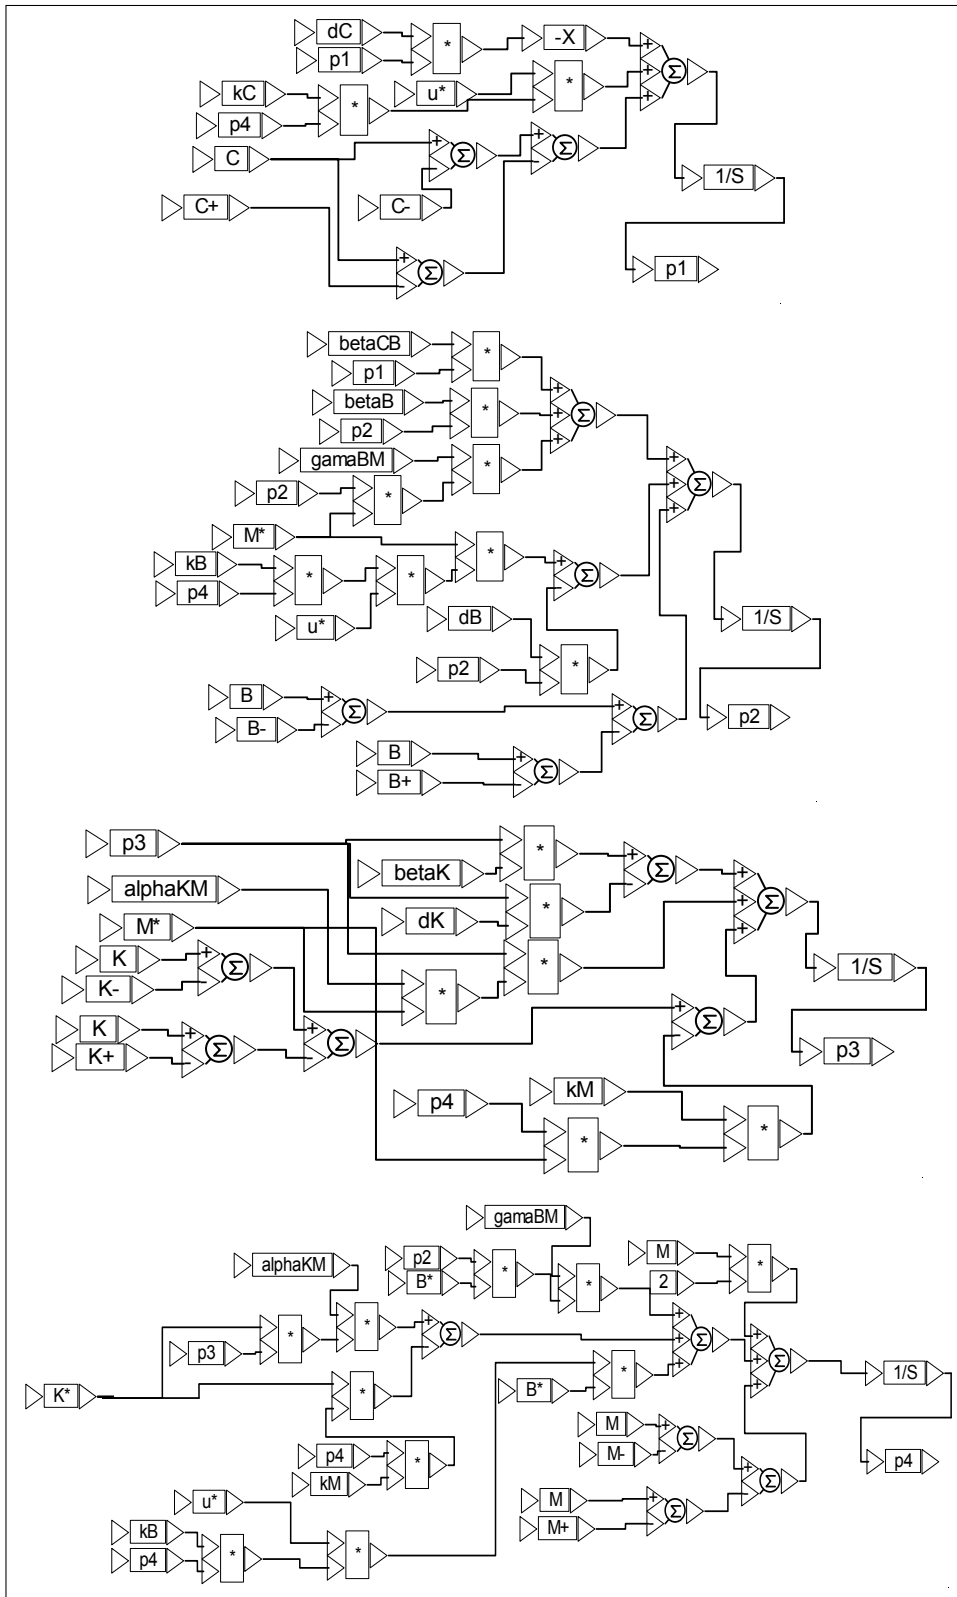 dC
*
-X
+
p1
Σ
kC
*
u*
*
+
p4
+
C
+
Σ
+
Σ
1/S
C+
C-
+
Σ
p1
betaCB
*
p1
+
betaB
*
+
Σ
p2
+
gamaBM
*
+
p2
*
+
Σ
M*
*
+
kB
*
*
+
Σ
p4
u*
dB
1/S
p2
*
B
+
Σ
+
Σ
p2
B-
B
+
Σ
B+
p3
*
+
Σ
betaK
+
alphaKM
*
+
Σ
dK
M*
*
+
K
+
Σ
1/S
K-
*
+
Σ
K
+
Σ
+
Σ
K+
p3
kM
p4
*
*
gamaBM
alphaKM
p2
*
M
*
B*
*
2
*
+
Σ
+
+
Σ
+
p3
*
+
+
Σ
K*
*
B*
*
+
+
1/S
M
+
Σ
p4
*
M-
+
Σ
p4
kM
u*
M
+
Σ
kB
*
*
M+
p4